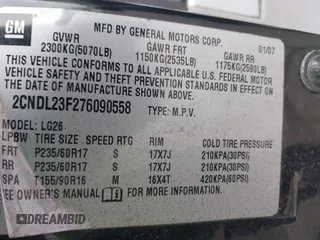 GM
MFD BY GENERAL MOTORS CORP. 01/07
GVWR GAWR FRT GAWR RR
2300KG(5070LB) 1150KG(2535LB) 1175KG(2590LB)
THIS VEHICLE CONFORMS TO ALL APPLICABLE U.S. FEDERAL
MOTOR VEHICLE SAFETY AND THEFT PREVENTION STANDARDS IN EFFECT ON
THE DATE OF MANUFACTURE SHOWN ABOVE.
2CNDL23F276090558 TYPE: M.P.V.
MODEL: LG26
LPBW TIRE SIZE SPEED RTG RIM COLD TIRE PRESSURE
FRT P235/60R17 S 17X7J 210KPA(30PSI)
RR P235/60R17 S 17X7J 210KPA(30PSI)
SPA T155/90R16 M 16X4T 420KPA(60PSI)
SEE OWNER'S MANUAL FOR MORE INFORMATION.
DREAMBID